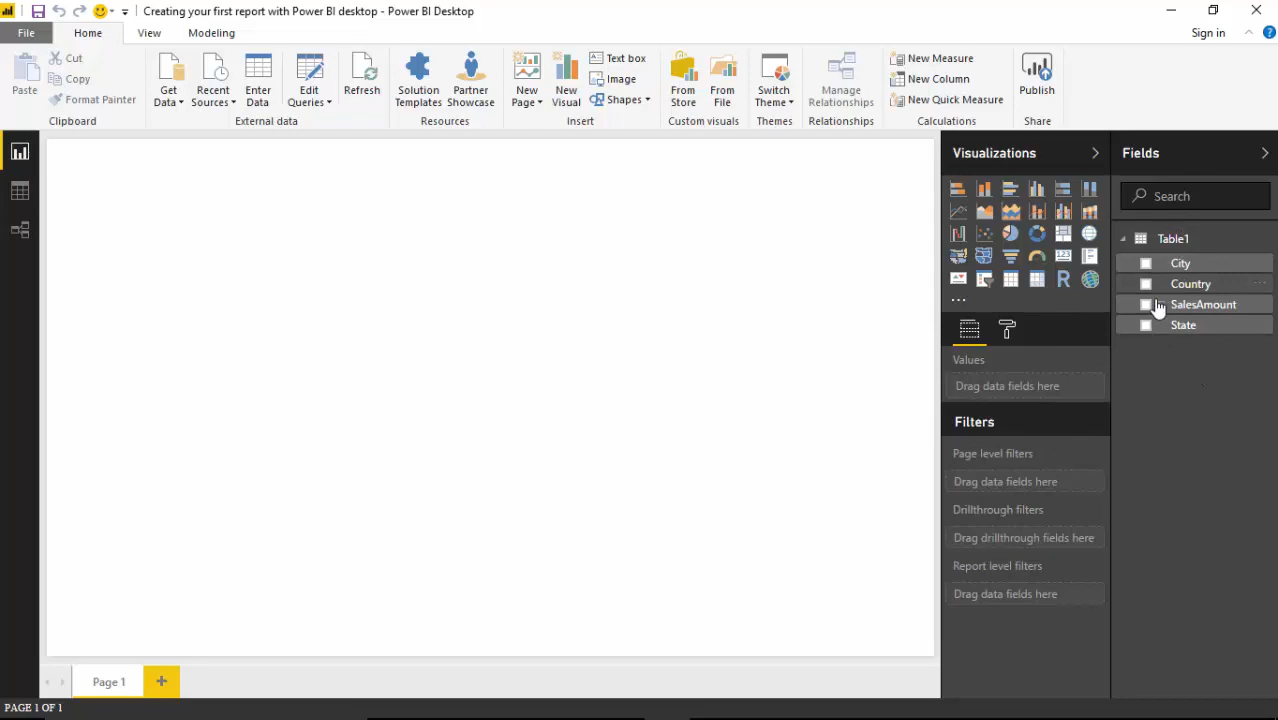 Creating your first report with Power BI desktop - Power BI Desktop
File Home View Modeling Sign in ?
Paste
Cut
Copy
Format Painter
Clipboard
Get Data
Recent Sources
Enter Data
Edit Queries
Refresh
External data
Solution Templates
Partner Showcase
Resources
New Page
New Visual
Text box
Image
Shapes
Insert
From Store
From File
Custom visuals
Switch Theme
Themes
Manage Relationships
Relationships
New Measure
New Column
New Quick Measure
Calculations
Publish
Share
Visualizations
123
R
Values
Drag data fields here
Filters
Page level filters
Drag data fields here
Drillthrough filters
Drag drillthrough fields here
Report level filters
Drag data fields here
Fields
Search
Table1
City
Country
SalesAmount
State
Page 1
PAGE 1 OF 1